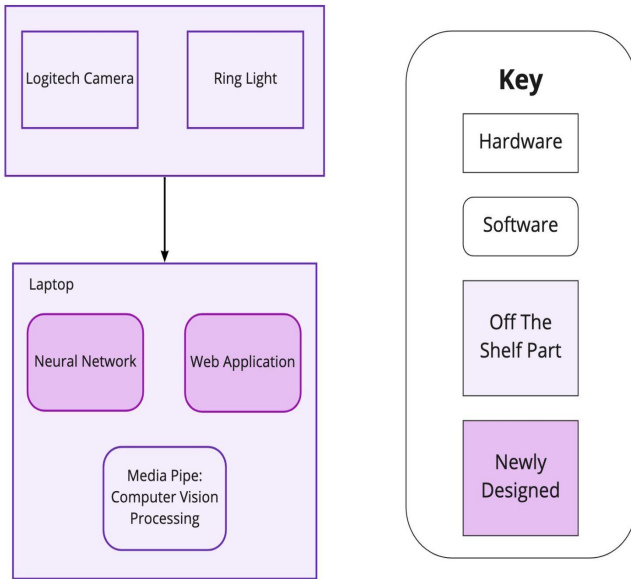 Logitech Camera
Ring Light
Laptop
Neural Network
Web Application
Media Pipe:
Computer Vision
Processing
Key
Hardware
Software
Off The
Shelf Part
Newly
Designed